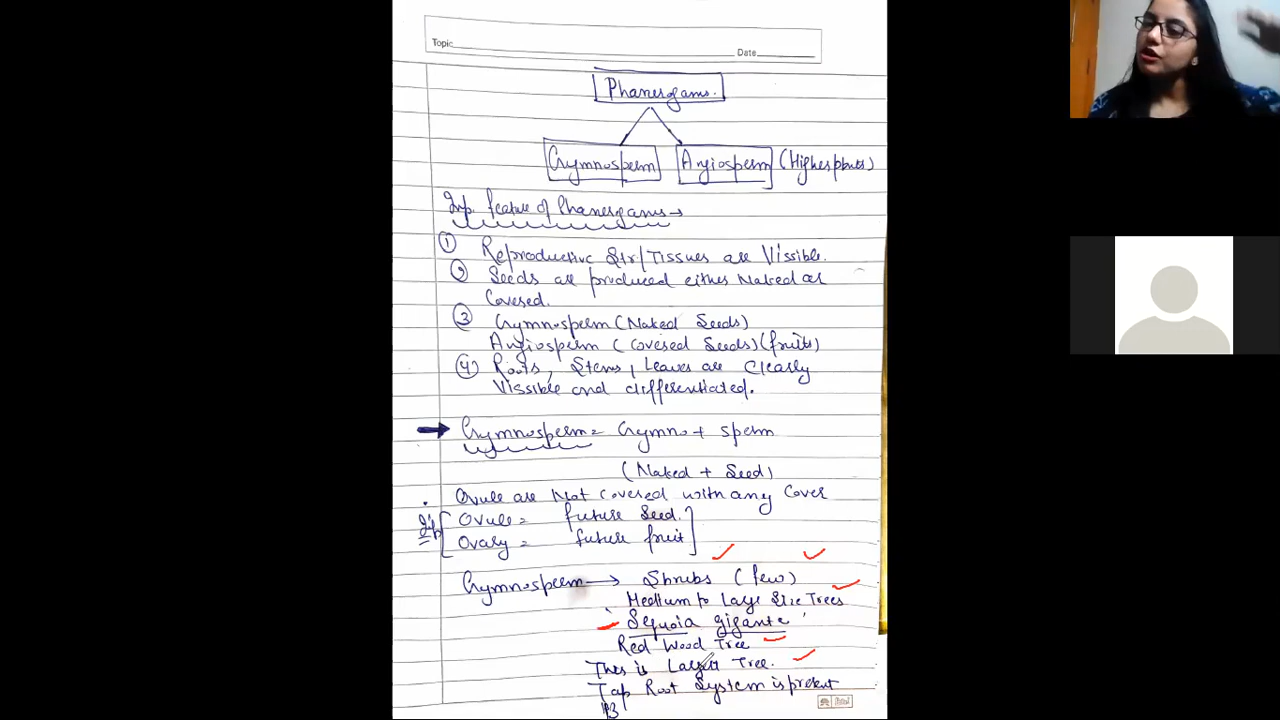 Topic Date
Phanerogams.
Gymnosperm Angiosperm (Highesplants)
Imp. feature of Phanerogams→
① Reproductive Str/Tissues are Vissible.
② Seeds are produced either Naked or
Covered.
③ Gymnosperm (Naked Seeds)
Angiosperm (Covered Seeds) (fruits)
④ Roots, Stems, Leaves are Clearly
Vissible and differentiated.
→ Gymnosperm = Gymno + sperm
(Naked + Seed)
. Ovule are Not covered with any Cover
Imp [ Ovule = future Seed.
Ovary = future fruit ]
Gymnosperm → Shrubs (few)
Medium to Large Size Trees
'Sequoia gigante'
Red Wood Tree
This is Largest Tree.
Tap Root System is present